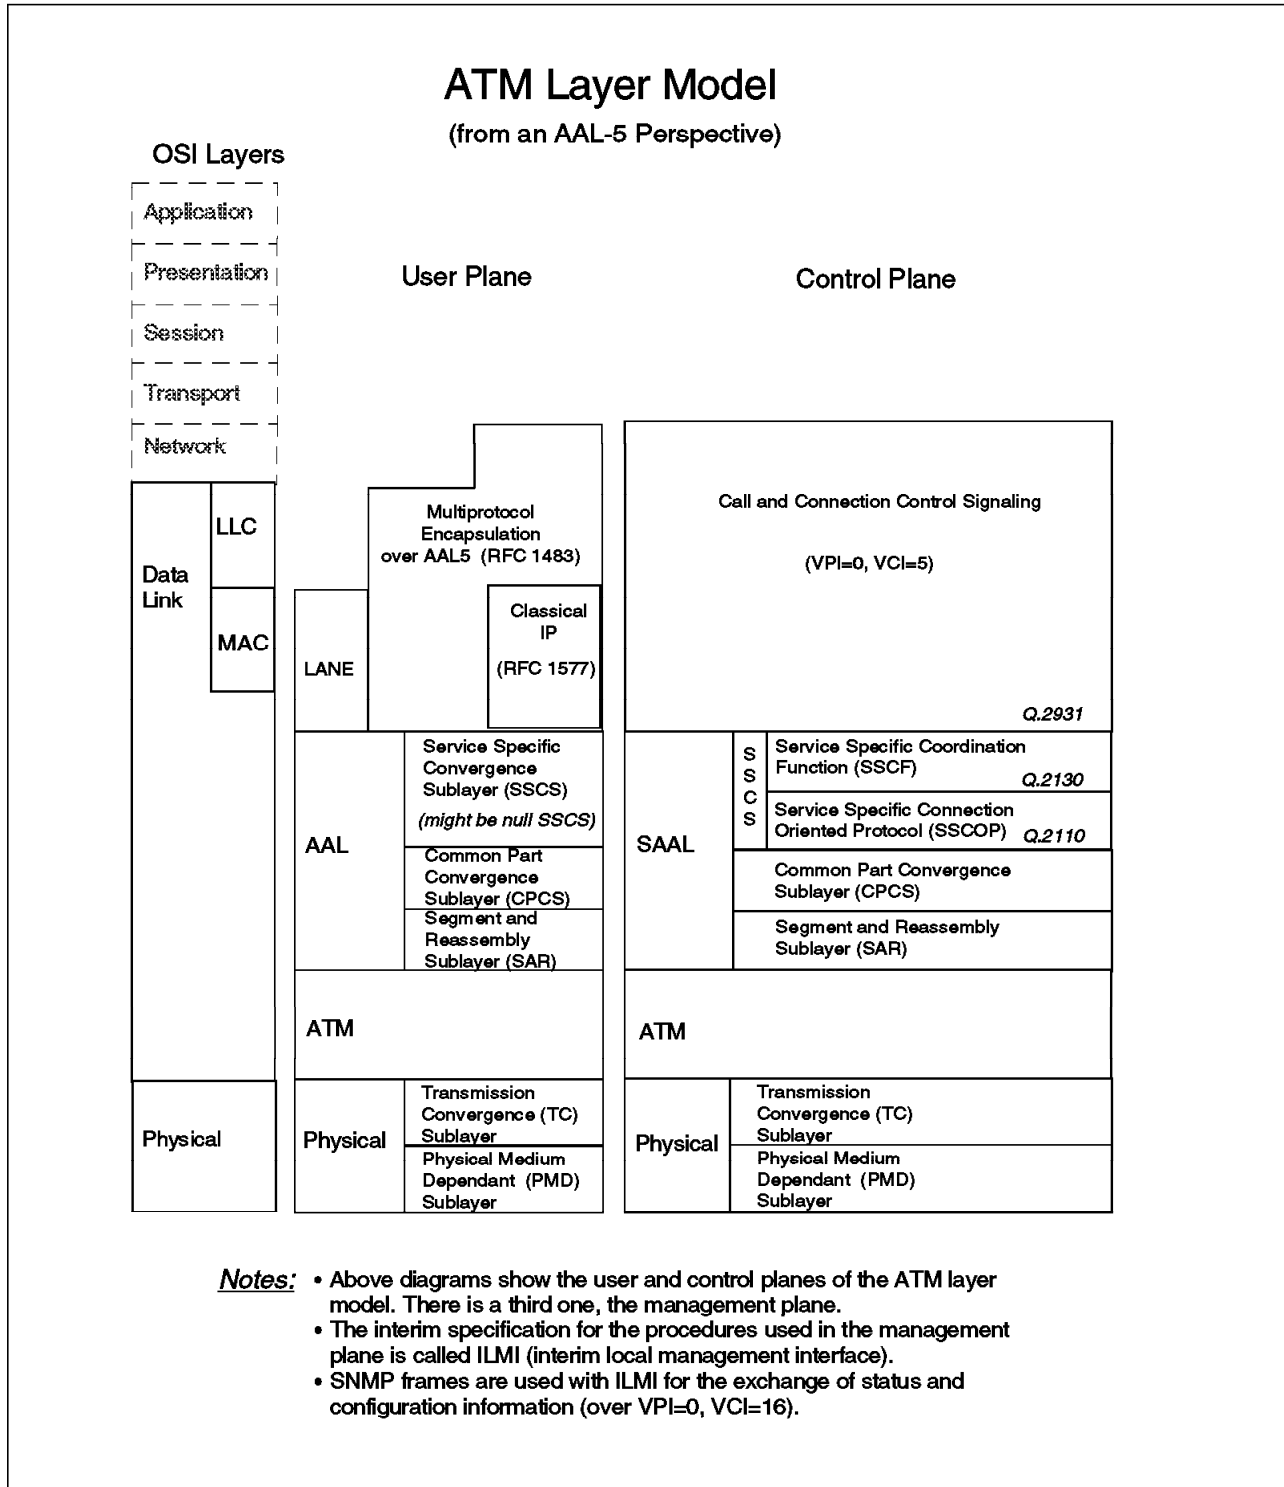 ATM Layer Model
(from an AAL-5 Perspective)
OSI Layers
Application
Presentation
Session
Transport
Network
LLC
Data
Link
MAC
Physical
User Plane
Multiprotocol
Encapsulation
over AAL5 (RFC 1483)
Classical
IP
(RFC 1577)
LANE
AAL
Service Specific
Convergence
Sublayer (SSCS)
(might be null SSCS)
Common Part
Convergence
Sublayer (CPCS)
Segment and
Reassembly
Sublayer (SAR)
ATM
Physical
Transmission
Convergence (TC)
Sublayer
Physical Medium
Dependant (PMD)
Sublayer
Control Plane
Call and Connection Control Signaling
(VPI=0, VCI=5)
Q.2931
SAAL
S
S
C
S
Service Specific Coordination
Function (SSCF)
Q.2130
Service Specific Connection
Oriented Protocol (SSCOP)
Q.2110
Common Part Convergence
Sublayer (CPCS)
Segment and Reassembly
Sublayer (SAR)
ATM
Physical
Transmission
Convergence (TC)
Sublayer
Physical Medium
Dependant (PMD)
Sublayer
Notes: • Above diagrams show the user and control planes of the ATM layer
model. There is a third one, the management plane.
• The interim specification for the procedures used in the management
plane is called ILMI (interim local management interface).
• SNMP frames are used with ILMI for the exchange of status and
configuration information (over VPI=0, VCI=16).